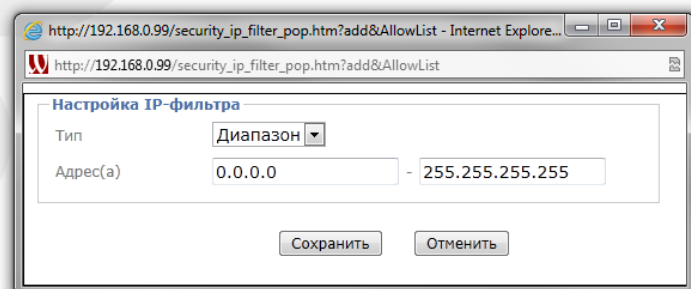 http://192.168.0.99/security_ip_filter_pop.htm?add&AllowList - Internet Explore...
http://192.168.0.99/security_ip_filter_pop.htm?add&AllowList
Настройка IP-фильтра
Тип Диапазон
Адрес(а) 0.0.0.0 - 255.255.255.255
Сохранить Отменить